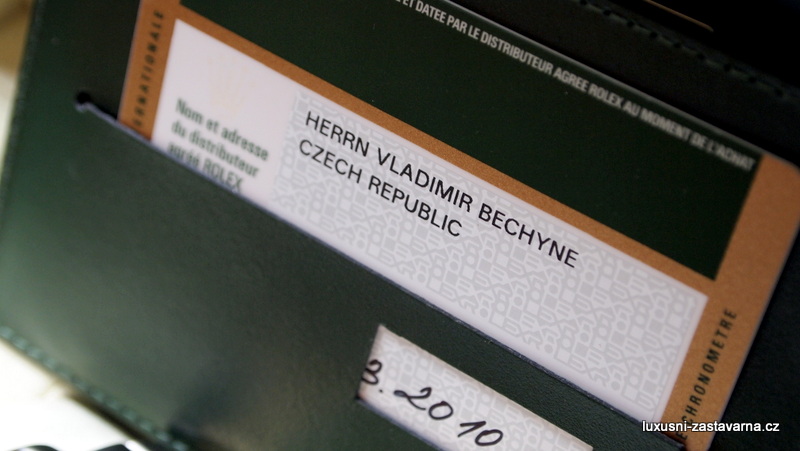 ET DATEE PAR LE DISTRIBUTEUR AGREE ROLEX AU MOMENT DE L'ACHAT
Nom et adresse
du distributeur
agréé ROLEX
HERRN VLADIMIR BECHYNE
CZECH REPUBLIC
CHRONOMETRE
3. 2010
luxusni-zastavarna.cz